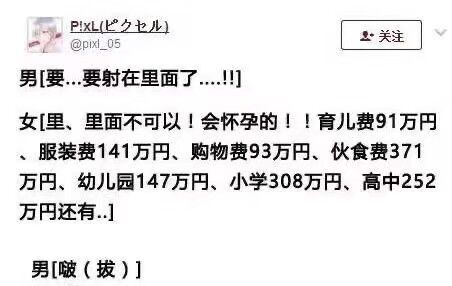 P!xL(ピクセル)
@pixl_05
关注
男[要...要射在里面了....!!]
女[里、里面不可以！会怀孕的！！育儿费91万円
、服装费141万円、购物费93万円、伙食费371
万円、幼儿园147万円、小学308万円、高中252
万円还有..]
男[啵（拔）]